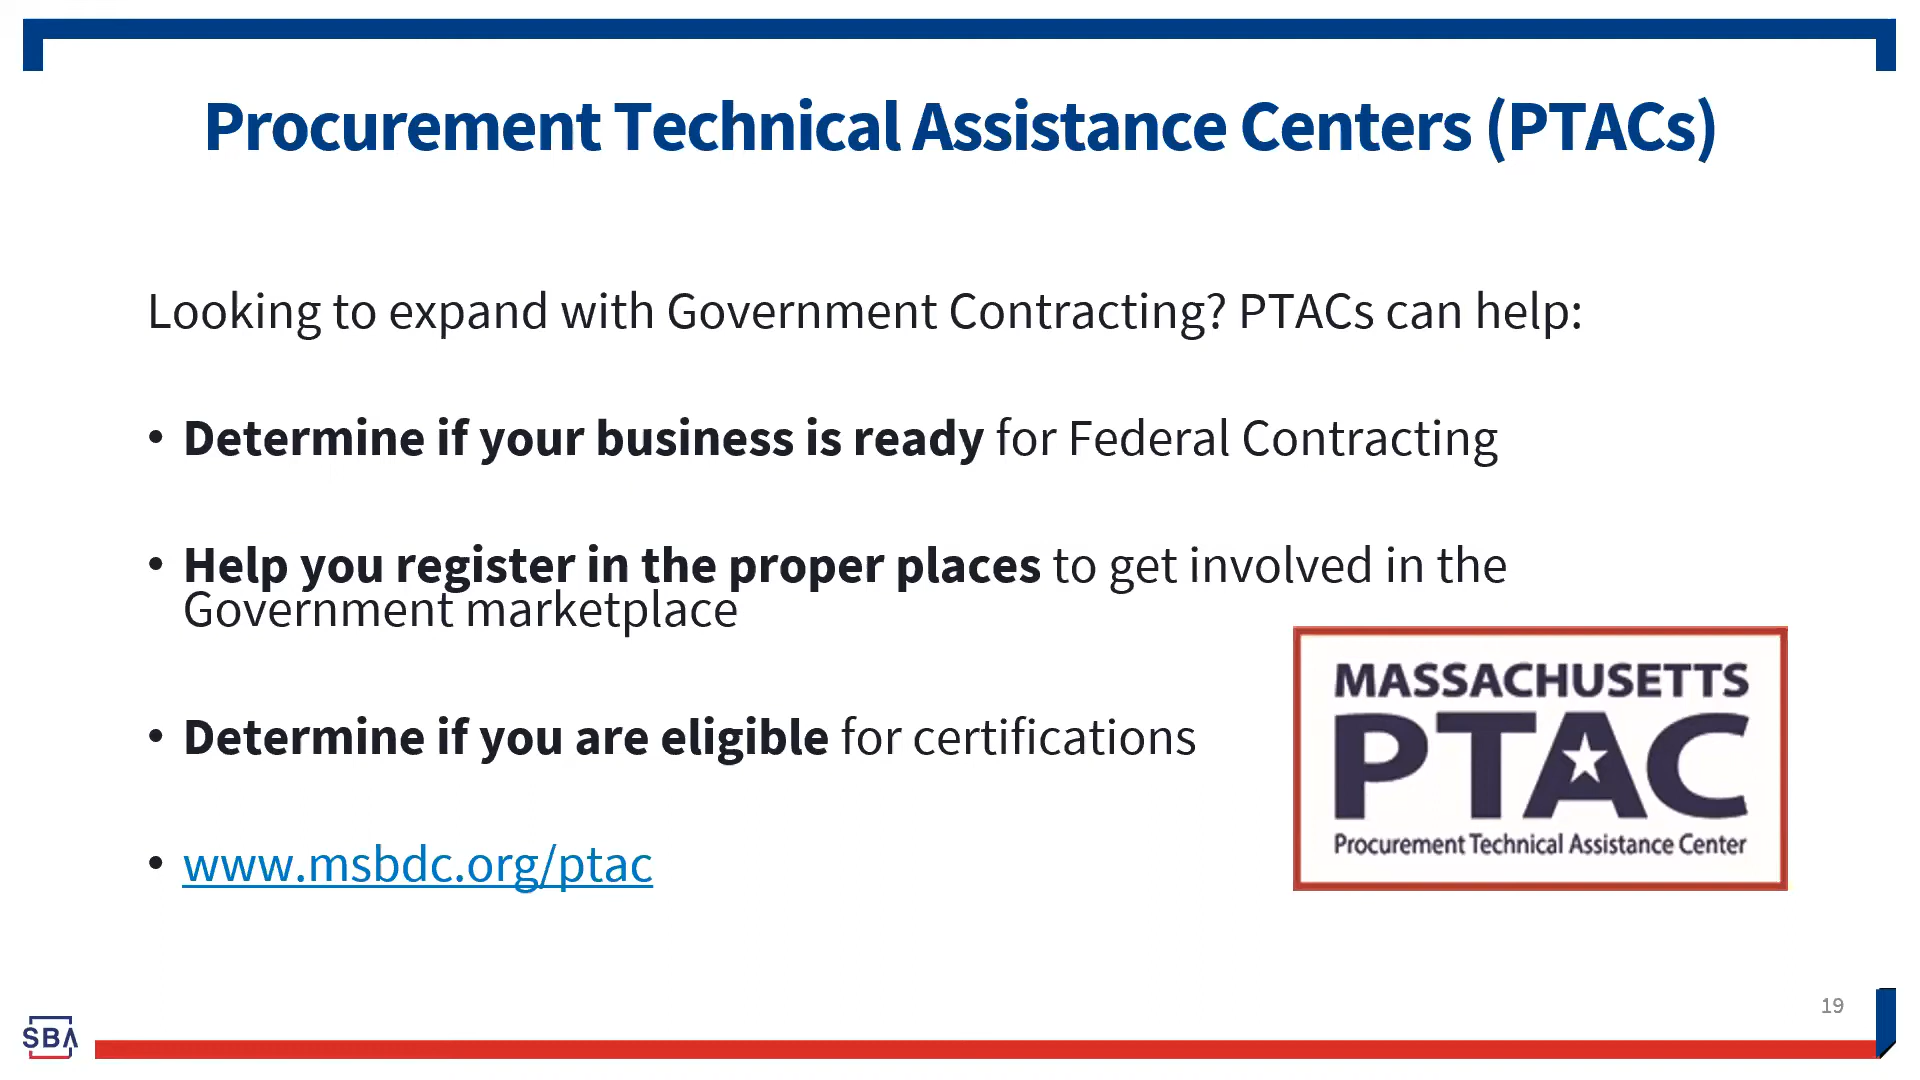 Procurement Technical Assistance Centers (PTACs)
Looking to expand with Government Contracting? PTACs can help:
• Determine if your business is ready for Federal Contracting
• Help you register in the proper places to get involved in the
Government marketplace
• Determine if you are eligible for certifications
• www.msbdc.org/ptac
MASSACHUSETTS
PTAC
Procurement Technical Assistance Center
19
SBA